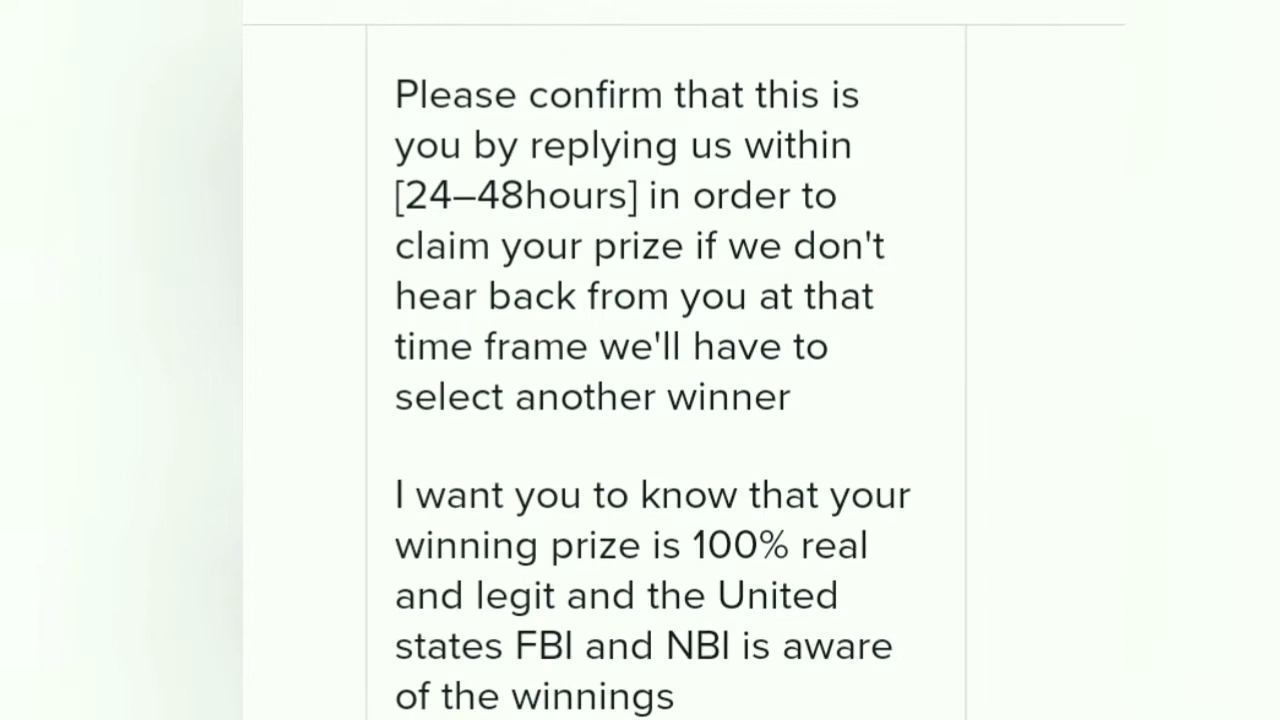 Please confirm that this is
you by replying us within
[24–48hours] in order to
claim your prize if we don't
hear back from you at that
time frame we'll have to
select another winner
I want you to know that your
winning prize is 100% real
and legit and the United
states FBI and NBI is aware
of the winnings